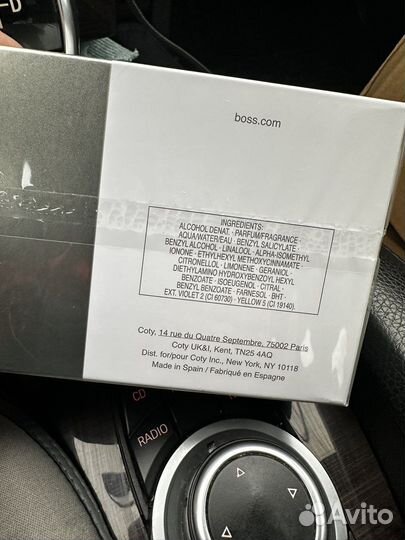 -D
boss.com
INGREDIENTS:
ALCOHOL DENAT. · PARFUM/FRAGRANCE
AQUA/WATER/EAU · BENZYL SALICYLATE ·
BENZYL ALCOHOL · LINALOOL · ALPHA-ISOMETHYL
IONONE · ETHYLHEXYL METHOXYCINNAMATE ·
CITRONELLOL · LIMONENE · GERANIOL ·
DIETHYLAMINO HYDROXYBENZOYL HEXYL
BENZOATE · ISOEUGENOL · CITRAL ·
BENZYL BENZOATE · FARNESOL · BHT ·
EXT. VIOLET 2 (CI 60730) · YELLOW 5 (CI 19140).
Coty, 14 rue du Quatre Septembre, 75002 Paris
Coty UK&I, Kent, TN25 4AQ
Dist. for/pour Coty Inc., New York, NY 10118
Made in Spain / Fabriqué en Espagne
CD
RADIO
Avito